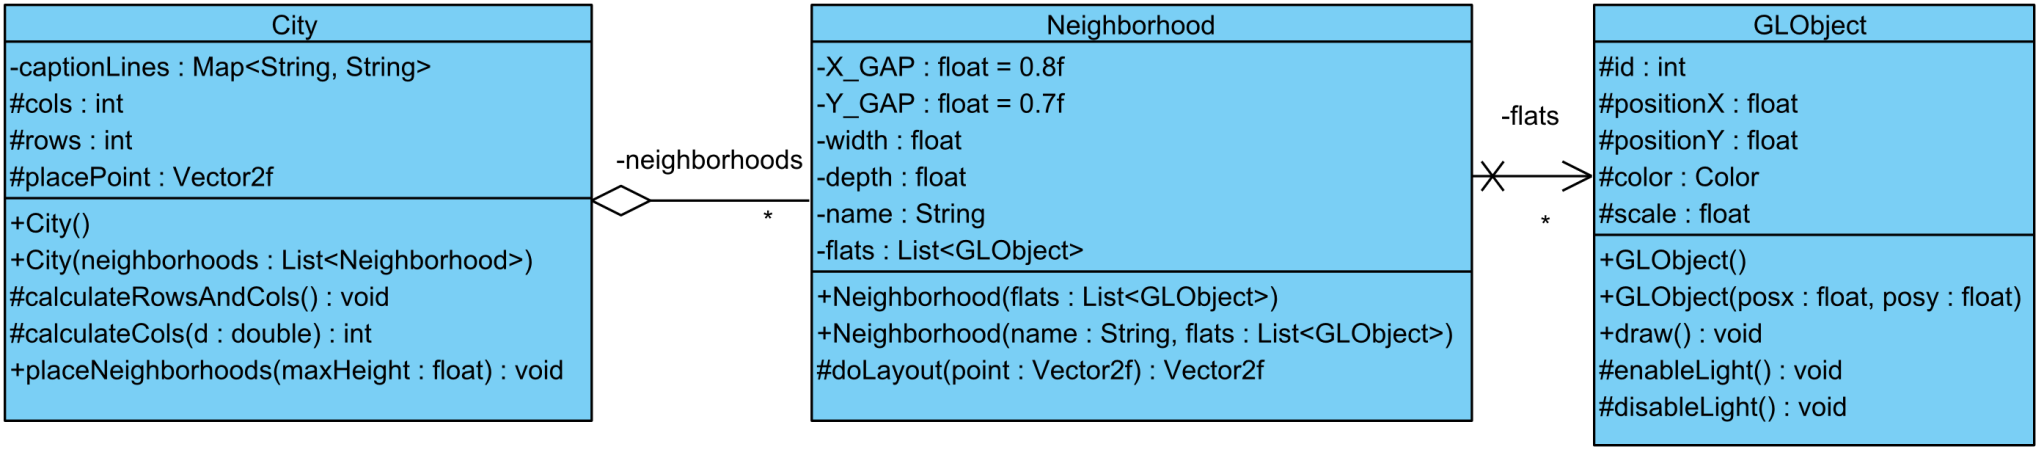 City
-captionLines : Map<String, String>
#cols : int
#rows : int
#placePoint : Vector2f
+City()
+City(neighborhoods : List<Neighborhood>)
#calculateRowsAndCols() : void
#calculateCols(d : double) : int
+placeNeighborhoods(maxHeight : float) : void
-neighborhoods
*
Neighborhood
-X_GAP : float = 0.8f
-Y_GAP : float = 0.7f
-width : float
-depth : float
-name : String
-flats : List<GLObject>
+Neighborhood(flats : List<GLObject>)
+Neighborhood(name : String, flats : List<GLObject>)
#doLayout(point : Vector2f) : Vector2f
-flats
*
GLObject
#id : int
#positionX : float
#positionY : float
#color : Color
#scale : float
+GLObject()
+GLObject(posx : float, posy : float)
+draw() : void
#enableLight() : void
#disableLight() : void